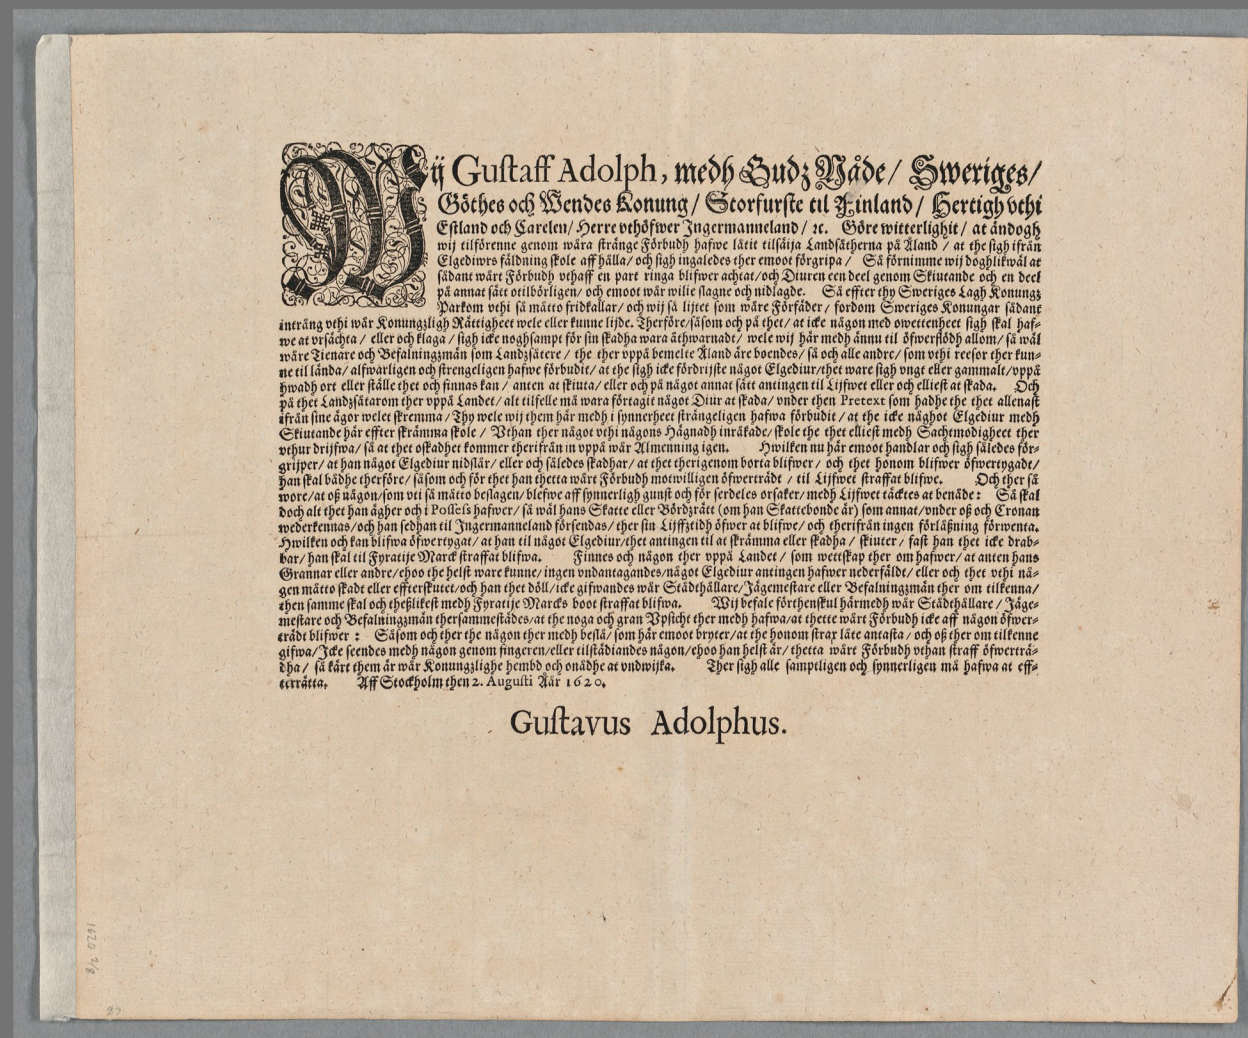 Wij Gustaff Adolph, medh Gudz Nåde / Sweriges /
Göthes och Wendes Konung / Storfurste til Finland / Hertigh vthi
Estland och Carelen / Herre vthöfwer Ingermanneland / ⁊c. Göre witterlighit / at ändogh
wij tilförenne genom wåra stränge Förbudh hafwe lätit tilsäija Landsätherna på Åland / at the sigh ifrån
Elgediwrs fäldning skole aff hålla / och sigh ingaledes ther emoot förgripa / Så förnimme wij doghlikwäl at
sådant wårt Förbudh vthaff en part ringa blifwer achtat / och Diuren een deel genom Skiutande och en deel
på annat sätt otilbörligen / och emoot wår wilie slagne och nidlagde. Så effter thy Sweriges Lagh Konungz
Parkom vthi så mätto fridkallar / och wij så lijtet som wåre Förfäder / fordom Sweriges Konungar sådant
inträng vthi wår Konungzligh Rättigheet wele eller kunne lijde. Therföre / såsom och på thet / at icke någon med owettenheet sigh skal haf-
we at vrsächta / eller och klaga / sigh icke noghsampt för sin skadha wara åthwarnadt / wele wij här medh ännu til öfwerflödh allom / så wäl
wåre Tienare och Befalningzmän som Landzsätere / the ther vppå bemelte Åland äre boendes / så och alle andre / som vthi reesor ther kun-
ne til lända / alfwarligen och strengeligen hafwe förbudit / at the sigh icke fördrijste något Elgediur / thet ware sigh vngt eller gammalt / vppå
hwadh ort eller ställe thet och finnas kan / anten at skiuta / eller och på något annat sätt antingen til Lijfwet eller och elliest at skada. Och
på thet Landzsätarom ther vppå Landet / alt tilfelle må wara förtagit något Diur at skada / vnder then Pretext som hadhe the thet allenast
ifrån sine ägor welet skremma / Thy wele wij them här medh i synnerheet strängeligen hafwa förbudit / at the icke någhot Elgediur medh
Skiutande här effter skrämma skole / Vthan ther något vthi någons Hägnadh inräkade / skole the thet elliest medh Sachtmodigheet ther
vthur drijfwa / så at thet oskadhet kommer therifrån in vppå wår Almenning igen. Hwilken nu här emoot handlar och sigh således för-
grijper / at han något Elgediur nidslår / eller och således skadhar / at thet therigenom borta blifwer / och thet honom blifwer öfwertygadt /
han skal bådhe therföre / såsom och för thet han thetta wårt Förbudh motwilligen öfwerträdt / til Lijfwet straffat blifwe. Och ther så
wore / at oß någon / som vti så mätto beslagen / blefwe aff synnerligh gunst och för serdeles orsaker / medh Lijfwet täcktes at benåde : Så skal
doch alt thet han ägher och i Possess hafwer / så wäl hans Skatte eller Bördzrätt (om han Skattebonde är) som annat / vnder oß och Cronan
wederkennas / och han sedhan til Ingermanneland försendas / ther sin Lijffztidh öfwer at blifwe / och therifrån ingen förläßning förwenta.
Hwilken och kan blifwa öfwertygat / at han til något Elgediur / thet antingen til at skrämma eller skadha / skiuter / fast han thet icke drab-
bar / han skal til Fyratije Marck straffat blifwa. Finnes och någon ther vppå Landet / som wettskap ther om hafwer / at anten hans
Grannar eller andre / ehoo the helst ware kunne / ingen vndantagandes / något Elgediur antingen hafwer nederfäldt / eller och thet vthi nå-
gen mätto skadt eller effterskutet / och han thet döll / icke gifwandes wår Städthållare / Jägemestare eller Befalningzmän ther om tilkenna /
then samme skal och theßlikest medh Fyratije Marcks boot straffat blifwa. Wij befale förthenskul härmedh wår Städthållare / Jäge-
mestare och Befalningzmän thersammestädes / at the noga och gran Vpsicht ther medh hafwa / at thette wårt Förbudh icke aff någon öfwer-
trädt blifwer : Såsom och ther the någon ther medh beslå / som här emoot bryter / at the honom strax låte antasta / och oß ther om tilkenne
gifwa / Icke seendes medh någon genom fingeren / eller tilstädiandes någon / ehoo han helst är / thetta wårt Förbudh vthan straff öfwerträ-
dha / så kärt them är wår Konungzlighe hembd och onådhe at vndwijka. Ther sigh alle samptligen och synnerligen må hafwa at eff-
terrätta. Aff Stockholm then 2. Augusti Åår 1620.
Gustavus Adolphus.
1620 2/8